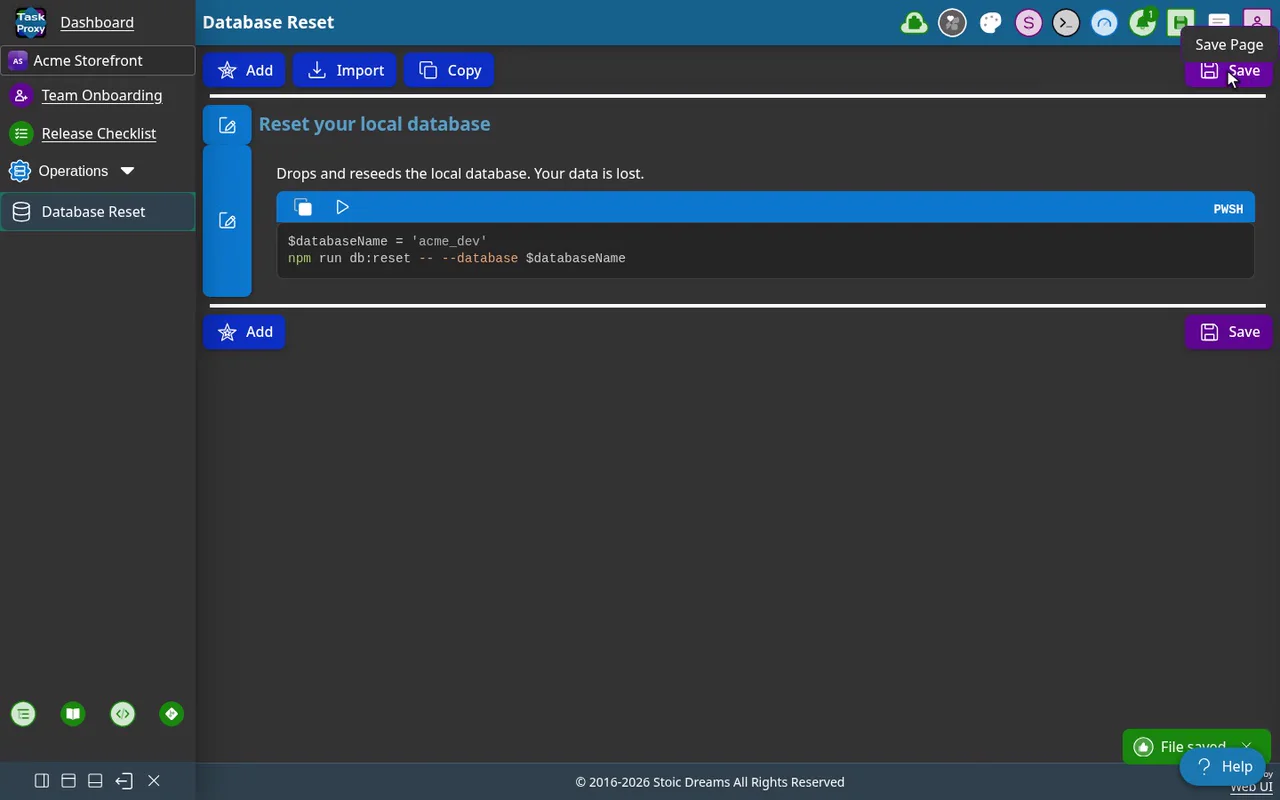 Task
Proxy
Dashboard
Database Reset
S
1
Save Page
AS
Acme Storefront
Add
Import
Copy
Save
Team Onboarding
Release Checklist
Operations
Database Reset
Reset your local database
Drops and reseeds the local database. Your data is lost.
PWSH
$databaseName = 'acme_dev'
npm run db:reset -- --database $databaseName
Add
Save
File saved
? Help
© 2016-2026 Stoic Dreams All Rights Reserved
by
Web UI